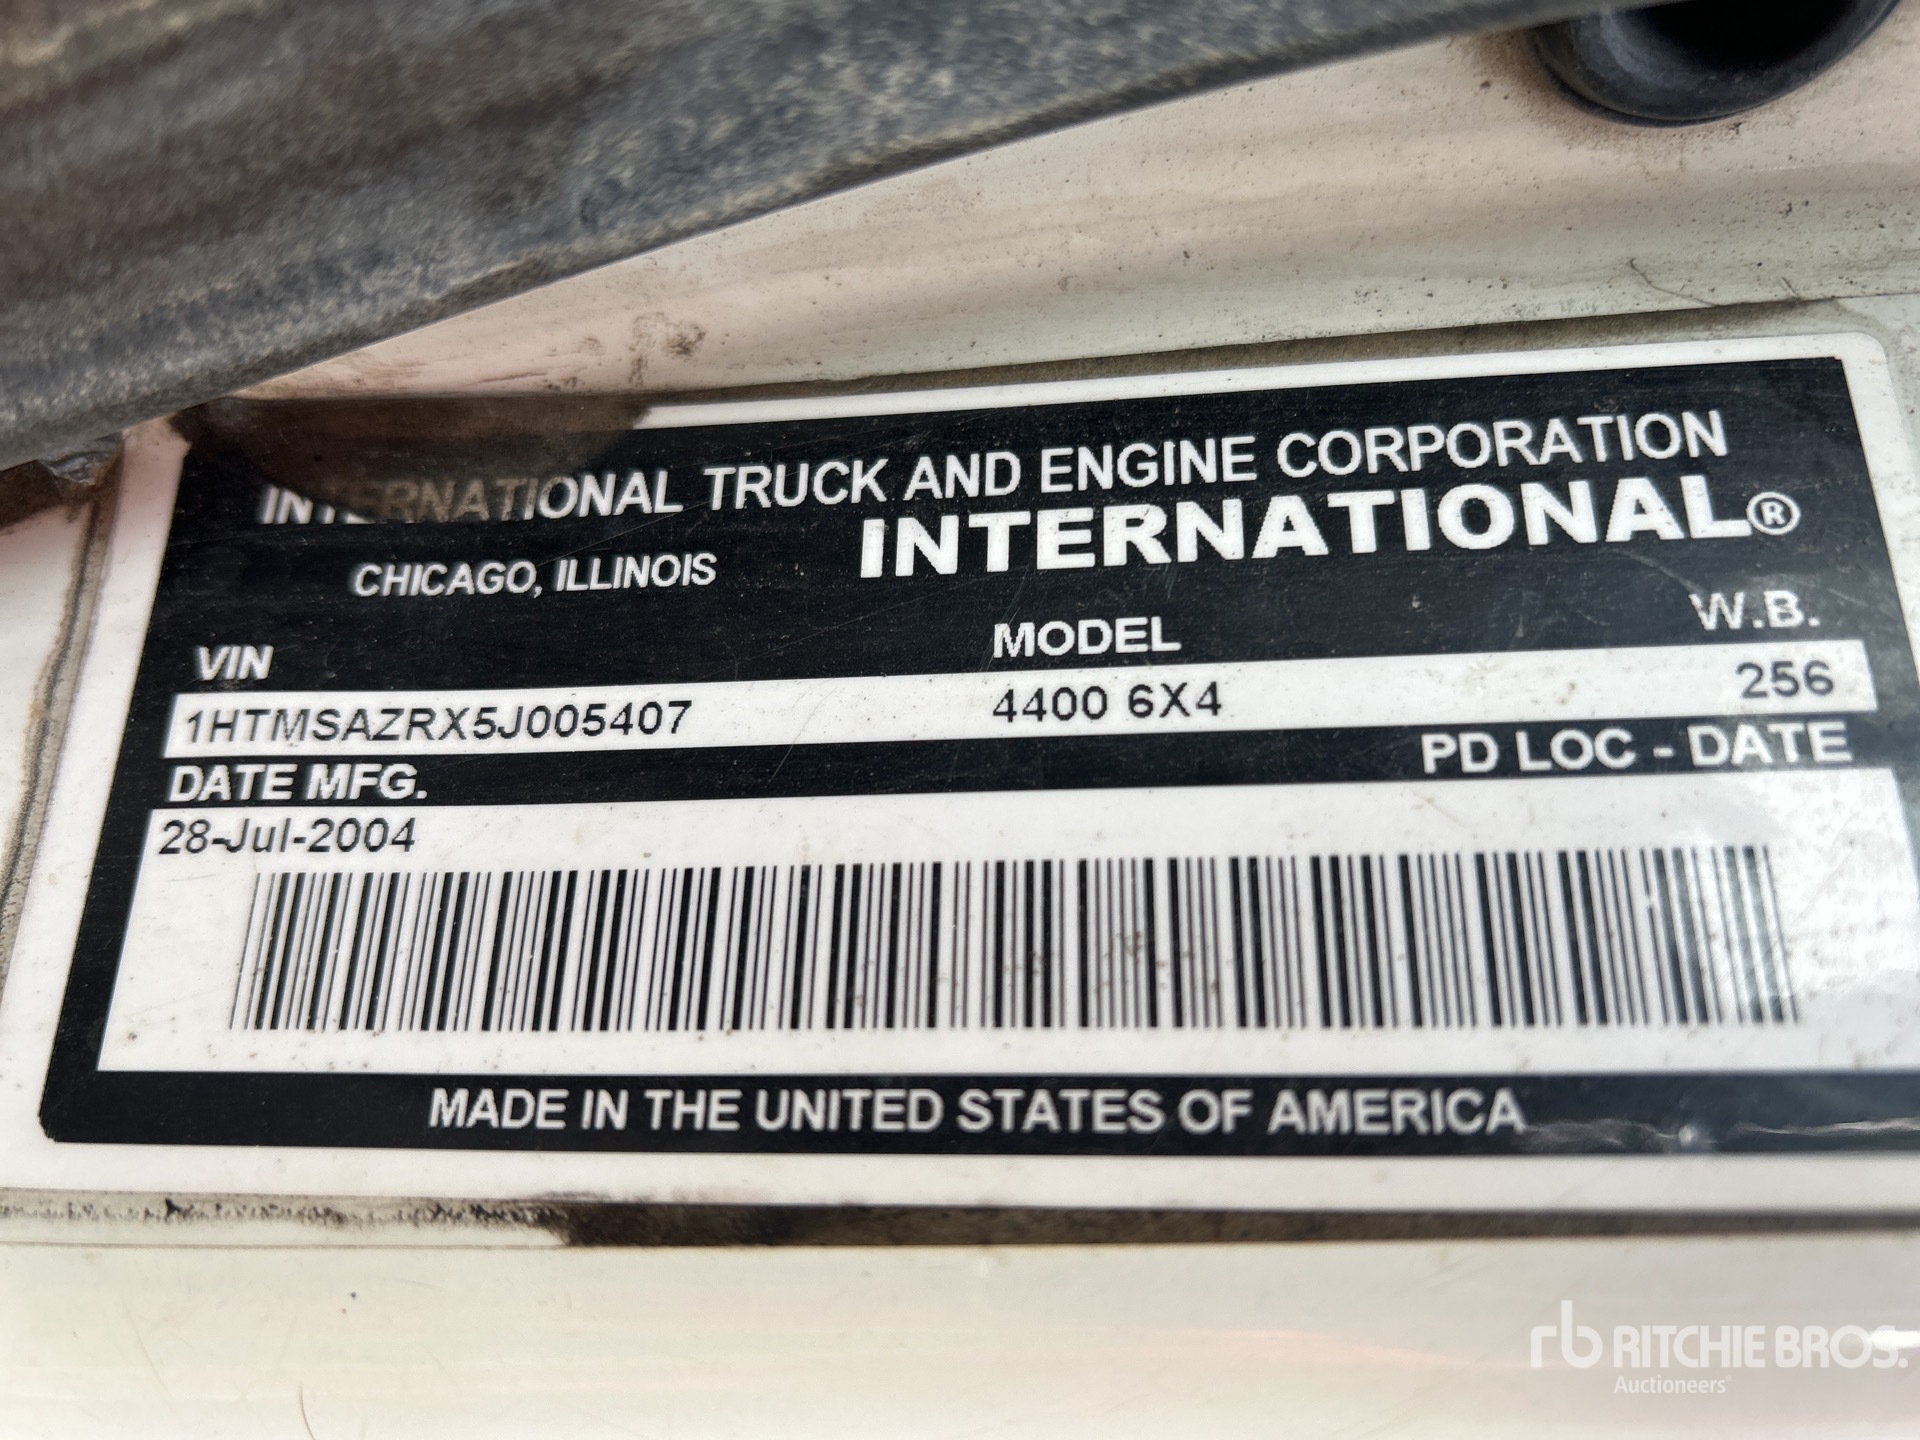 INTERNATIONAL TRUCK AND ENGINE CORPORATION
CHICAGO, ILLINOIS INTERNATIONAL®
VIN MODEL W.B.
1HTMSAZRX5J005407 4400 6X4 256
DATE MFG. PD LOC - DATE
28-Jul-2004
MADE IN THE UNITED STATES OF AMERICA
rb RITCHIE BROS.
Auctioneers